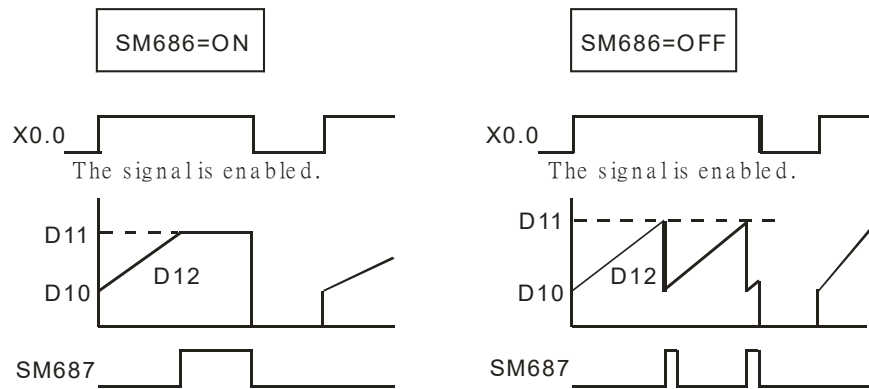 SM686=ON
X0.0
The signal is enabled.
D11
D12
D10
SM687
SM686=OFF
X0.0
The signal is enabled.
D11
D12
D10
SM687